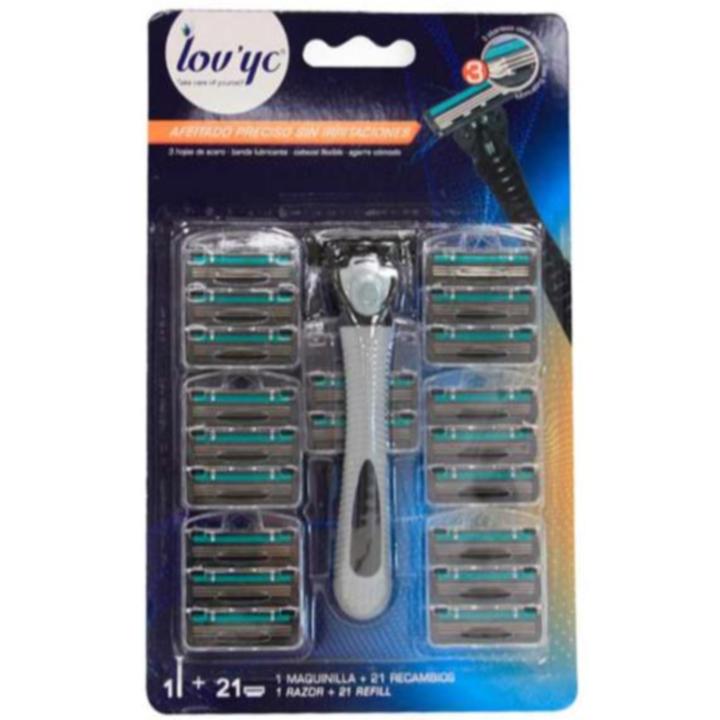 lov'yc
Take care of yourself
3
AFEITADO PRECISO SIN IRRITACIONES
3 hojas de acero - banda lubricante - cabezal flexible - agarre cómodo
1 + 21
1 MAQUINILLA + 21 RECAMBIOS
1 RAZOR + 21 REFILL